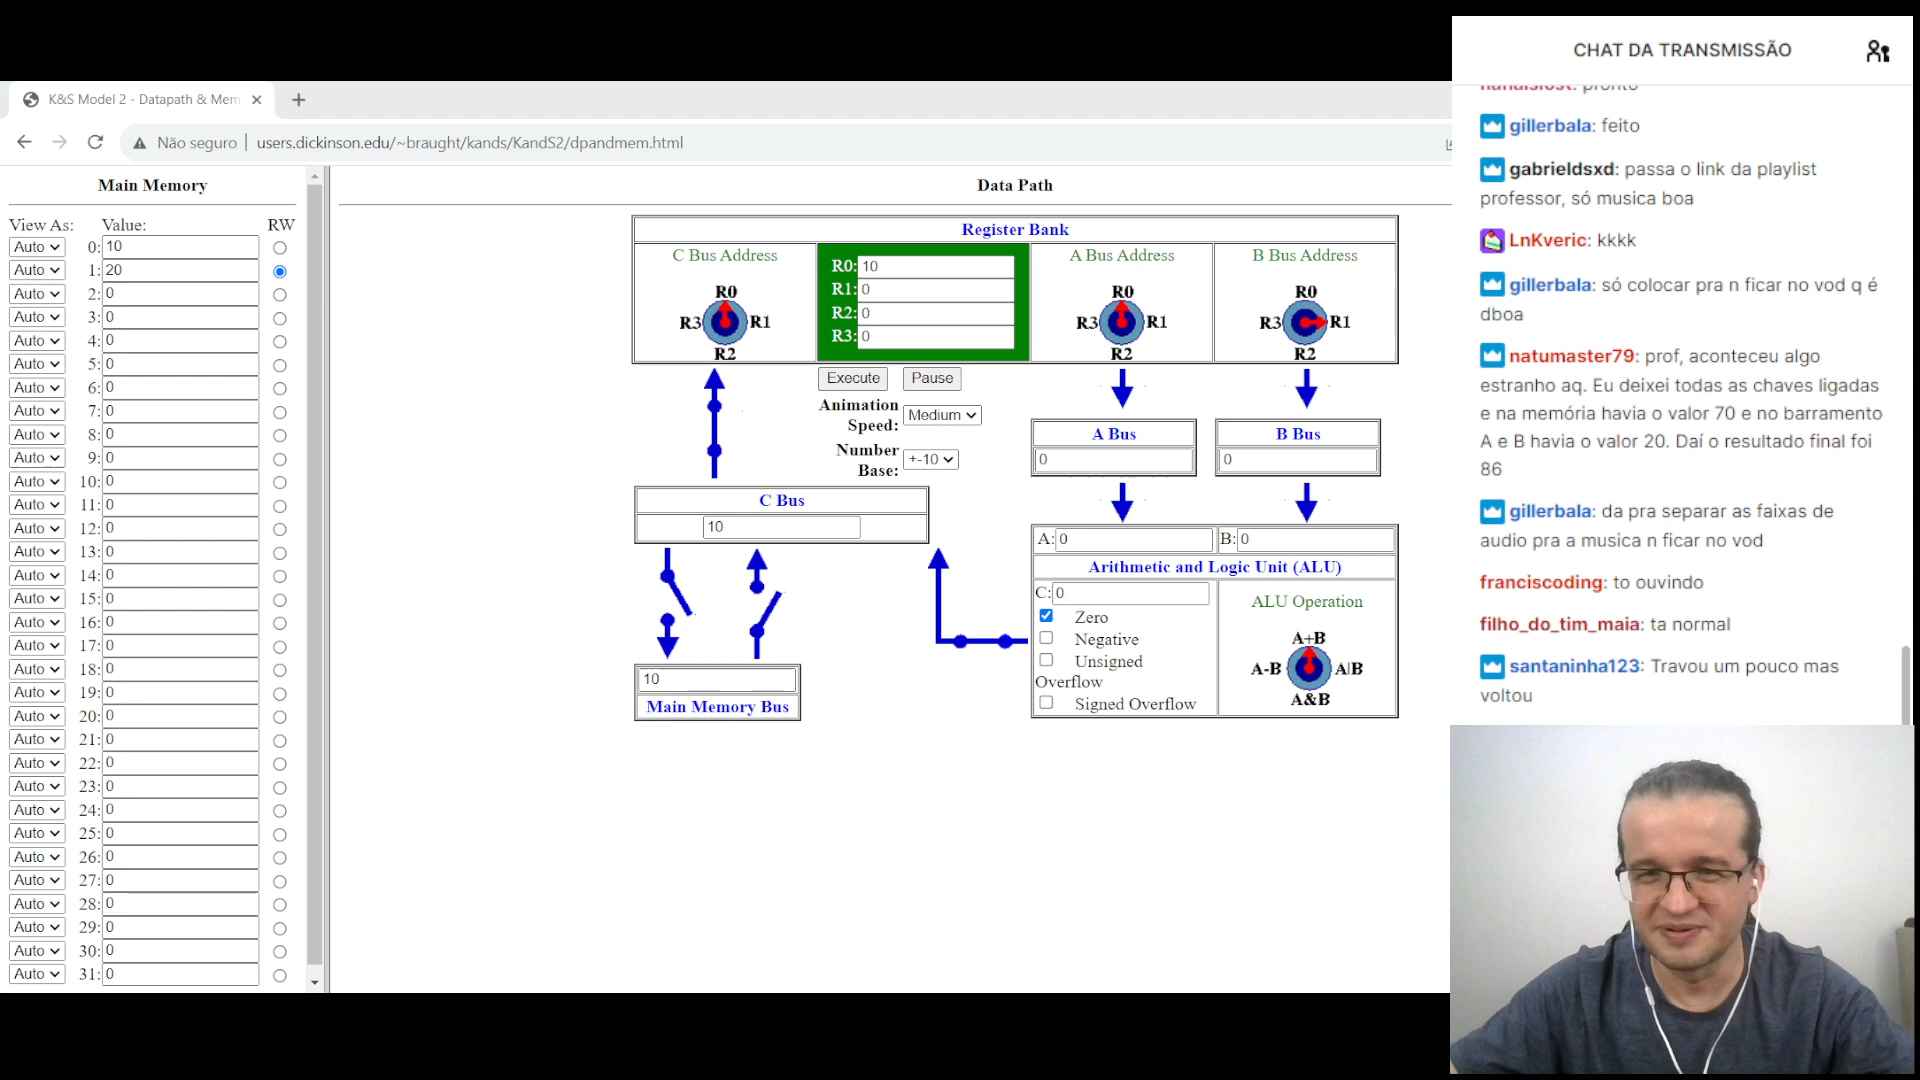 K&S Model 2 - Datapath & Mem
Não seguro
users.dickinson.edu/~braught/kands/KandS2/dpandmem.html
Main Memory
View As: Value: RW
Auto 0: 10
Auto 1: 20
Auto 2: 0
Auto 3: 0
Auto 4: 0
Auto 5: 0
Auto 6: 0
Auto 7: 0
Auto 8: 0
Auto 9: 0
Auto 10: 0
Auto 11: 0
Auto 12: 0
Auto 13: 0
Auto 14: 0
Auto 15: 0
Auto 16: 0
Auto 17: 0
Auto 18: 0
Auto 19: 0
Auto 20: 0
Auto 21: 0
Auto 22: 0
Auto 23: 0
Auto 24: 0
Auto 25: 0
Auto 26: 0
Auto 27: 0
Auto 28: 0
Auto 29: 0
Auto 30: 0
Auto 31: 0
Data Path
Register Bank
C Bus Address
R0
R3 R1
R2
R0: 10
R1: 0
R2: 0
R3: 0
A Bus Address
R0
R3 R1
R2
B Bus Address
R0
R3 R1
R2
Execute Pause
Animation
Speed: Medium
Number
Base: +-10
A Bus
0
B Bus
0
C Bus
10
10
Main Memory Bus
A: 0 B: 0
Arithmetic and Logic Unit (ALU)
C: 0
Zero
Negative
Unsigned
Overflow
Signed Overflow
ALU Operation
A+B
A-B A|B
A&B
CHAT DA TRANSMISSÃO
gillerbala: feito
gabrieldsxd: passa o link da playlist
professor, só musica boa
LnKveric: kkkk
gillerbala: só colocar pra n ficar no vod q é
dboa
natumaster79: prof, aconteceu algo
estranho aq. Eu deixei todas as chaves ligadas
e na memória havia o valor 70 e no barramento
A e B havia o valor 20. Daí o resultado final foi
86
gillerbala: da pra separar as faixas de
audio pra a musica n ficar no vod
franciscoding: to ouvindo
filho_do_tim_maia: ta normal
santaninha123: Travou um pouco mas
voltou